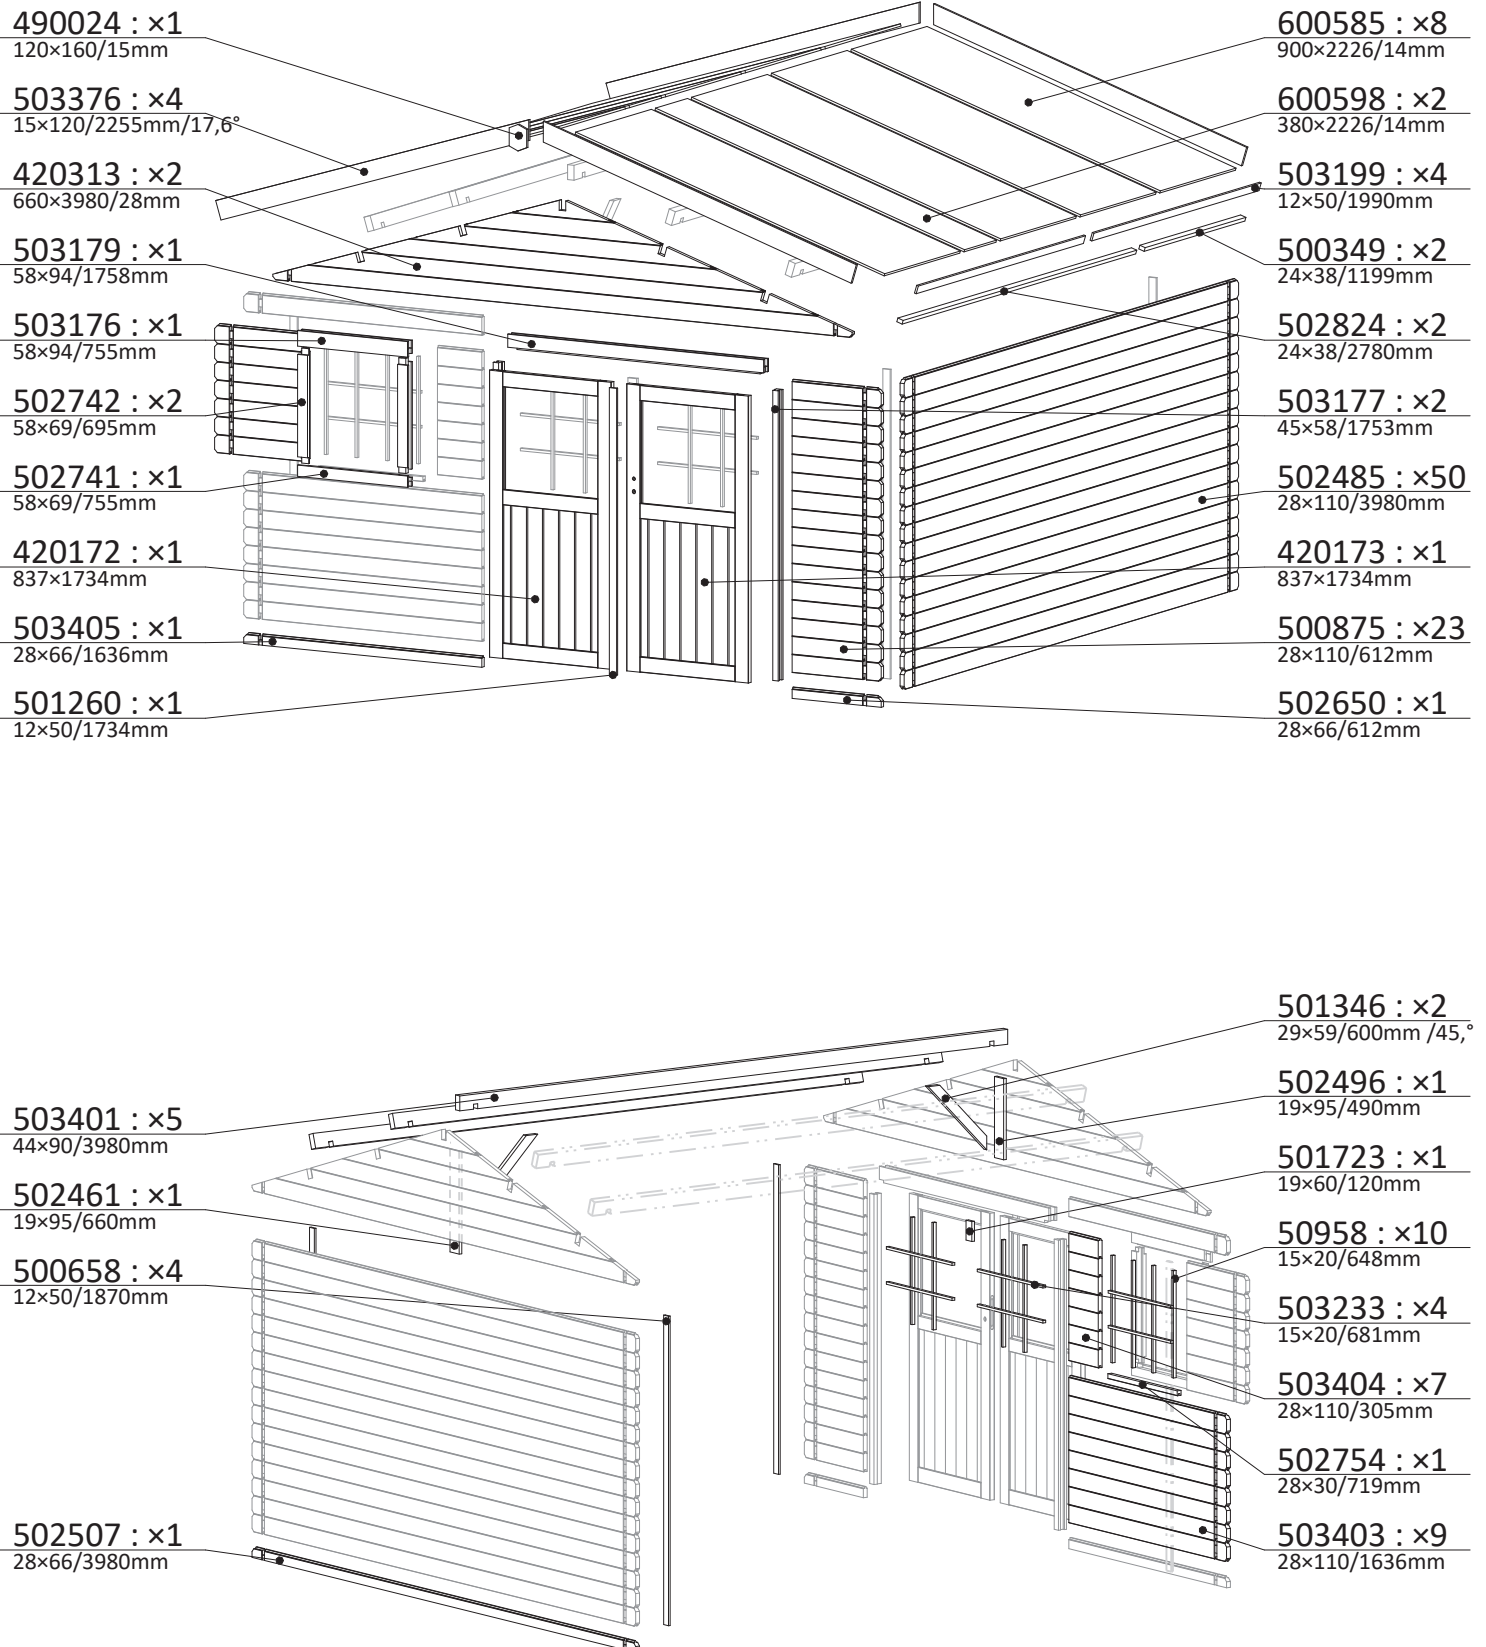 490024 : ×1
120×160/15mm
503376 : ×4
15×120/2255mm/17,6°
420313 : ×2
660×3980/28mm
503179 : ×1
58×94/1758mm
503176 : ×1
58×94/755mm
502742 : ×2
58×69/695mm
502741 : ×1
58×69/755mm
420172 : ×1
837×1734mm
503405 : ×1
28×66/1636mm
501260 : ×1
12×50/1734mm
600585 : ×8
900×2226/14mm
600598 : ×2
380×2226/14mm
503199 : ×4
12×50/1990mm
500349 : ×2
24×38/1199mm
502824 : ×2
24×38/2780mm
503177 : ×2
45×58/1753mm
502485 : ×50
28×110/3980mm
420173 : ×1
837×1734mm
500875 : ×23
28×110/612mm
502650 : ×1
28×66/612mm
503401 : ×5
44×90/3980mm
502461 : ×1
19×95/660mm
500658 : ×4
12×50/1870mm
502507 : ×1
28×66/3980mm
501346 : ×2
29×59/600mm /45,°
502496 : ×1
19×95/490mm
501723 : ×1
19×60/120mm
50958 : ×10
15×20/648mm
503233 : ×4
15×20/681mm
503404 : ×7
28×110/305mm
502754 : ×1
28×30/719mm
503403 : ×9
28×110/1636mm